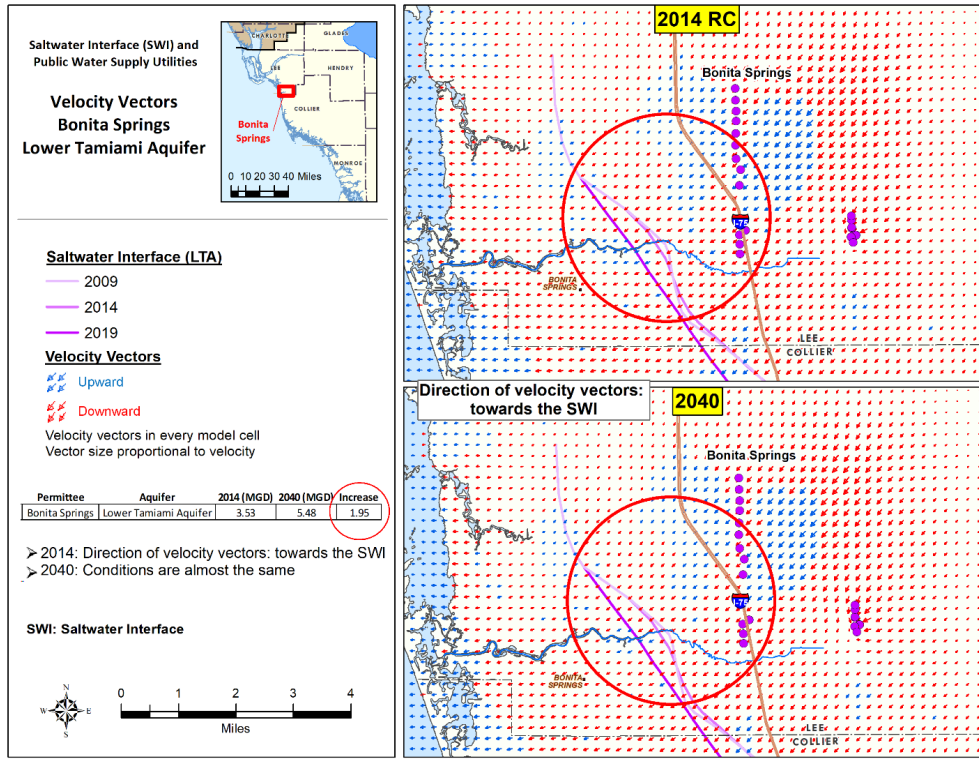 Saltwater Interface (SWI) and
Public Water Supply Utilities
Velocity Vectors
Bonita Springs
Lower Tamiami Aquifer
CHARLOTTE
GLADES
LEE
HENDRY
COLLIER
Bonita
Springs
MONROE
0 10 20 30 40 Miles
Saltwater Interface (LTA)
2009
2014
2019
Velocity Vectors
Upward
Downward
Velocity vectors in every model cell
Vector size proportional to velocity
Permittee Aquifer 2014 (MGD) 2040 (MGD) Increase
Bonita Springs Lower Tamiami Aquifer 3.53 5.48 1.95
➢ 2014: Direction of velocity vectors: towards the SWI
➢ 2040: Conditions are almost the same
SWI: Saltwater Interface
N
W E
S
0 1 2 3 4
Miles
2014 RC
Bonita Springs
I-75
BONITA
SPRINGS
LEE
COLLIER
Direction of velocity vectors:
towards the SWI
2040
Bonita Springs
I-75
BONITA
SPRINGS
LEE
COLLIER